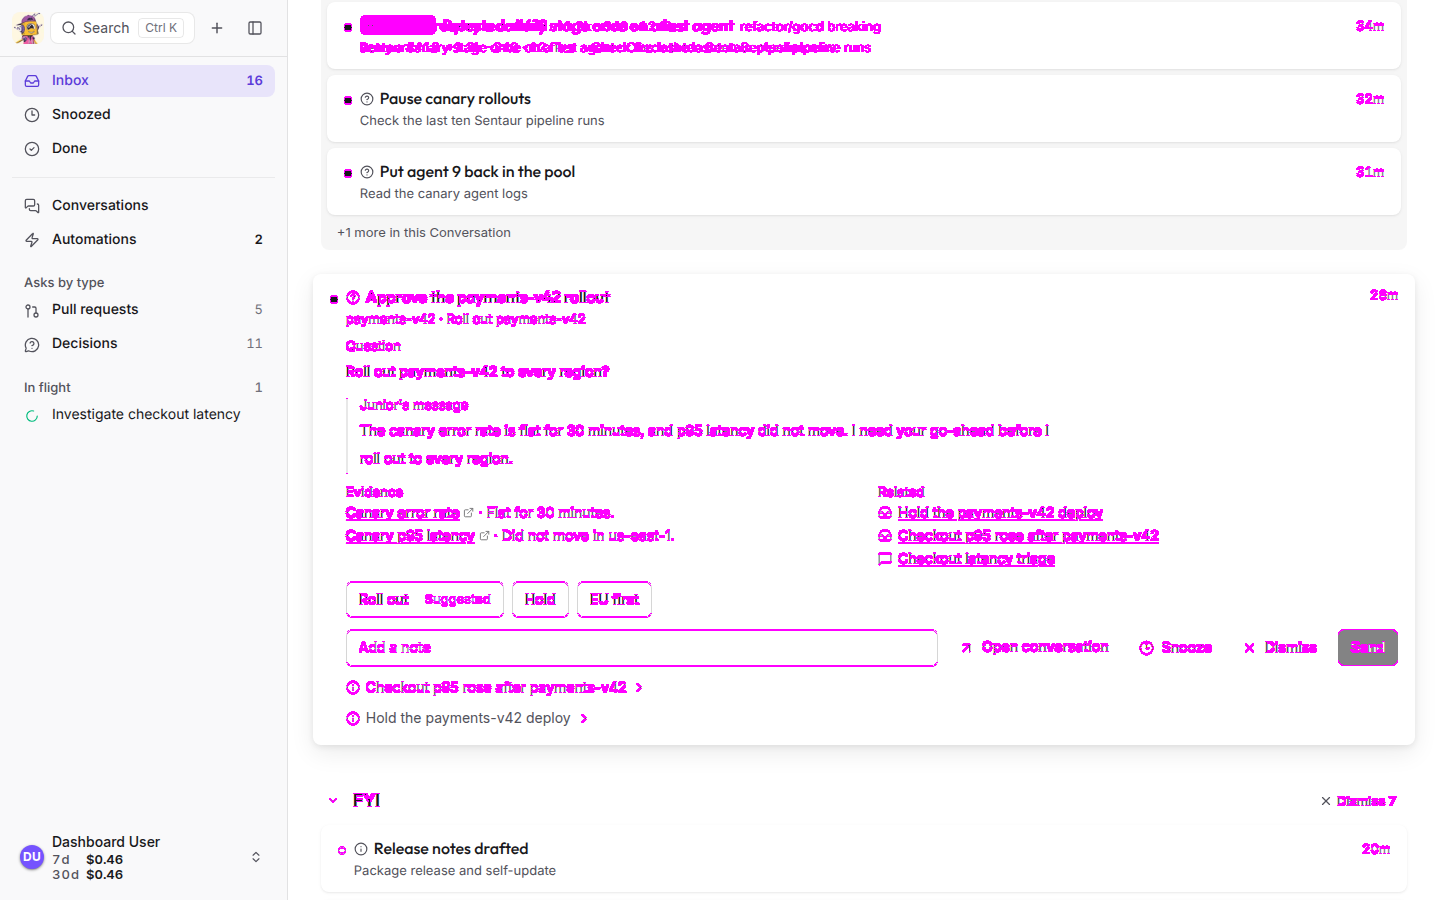 Search Ctrl K
Inbox 16
Snoozed
Done
Conversations
Automations 2
Asks by type
Pull requests 5
Decisions 11
In flight 1
Investigate checkout latency
Dashboard User
7d $0.46
30d $0.46
refactor/gocd breaking
34m
pipeline runs
Pause canary rollouts
32m
Check the last ten Sentaur pipeline runs
Put agent 9 back in the pool
31m
Read the canary agent logs
+1 more in this Conversation
Approve the payments-v42 rollout
payments-v42 • Roll out payments-v42
Question
Roll out payments-v42 to every region?
Junior's message
The canary error rate is flat for 30 minutes, and p95 latency did not move. I need your go-ahead before I
roll out to every region.
Evidence
Canary error rate · Flat for 30 minutes.
Canary p95 latency · Did not move in us-east-1.
Related
Hold the payments-v42 deploy
Checkout p95 rose after payments-v42
Checkout latency triage
Roll out Suggested Hold EU first
Add a note Open conversation Snooze Dismiss Send
Checkout p95 rose after payments-v42
Hold the payments-v42 deploy
FYI Dismiss 7
Release notes drafted
20m
Package release and self-update